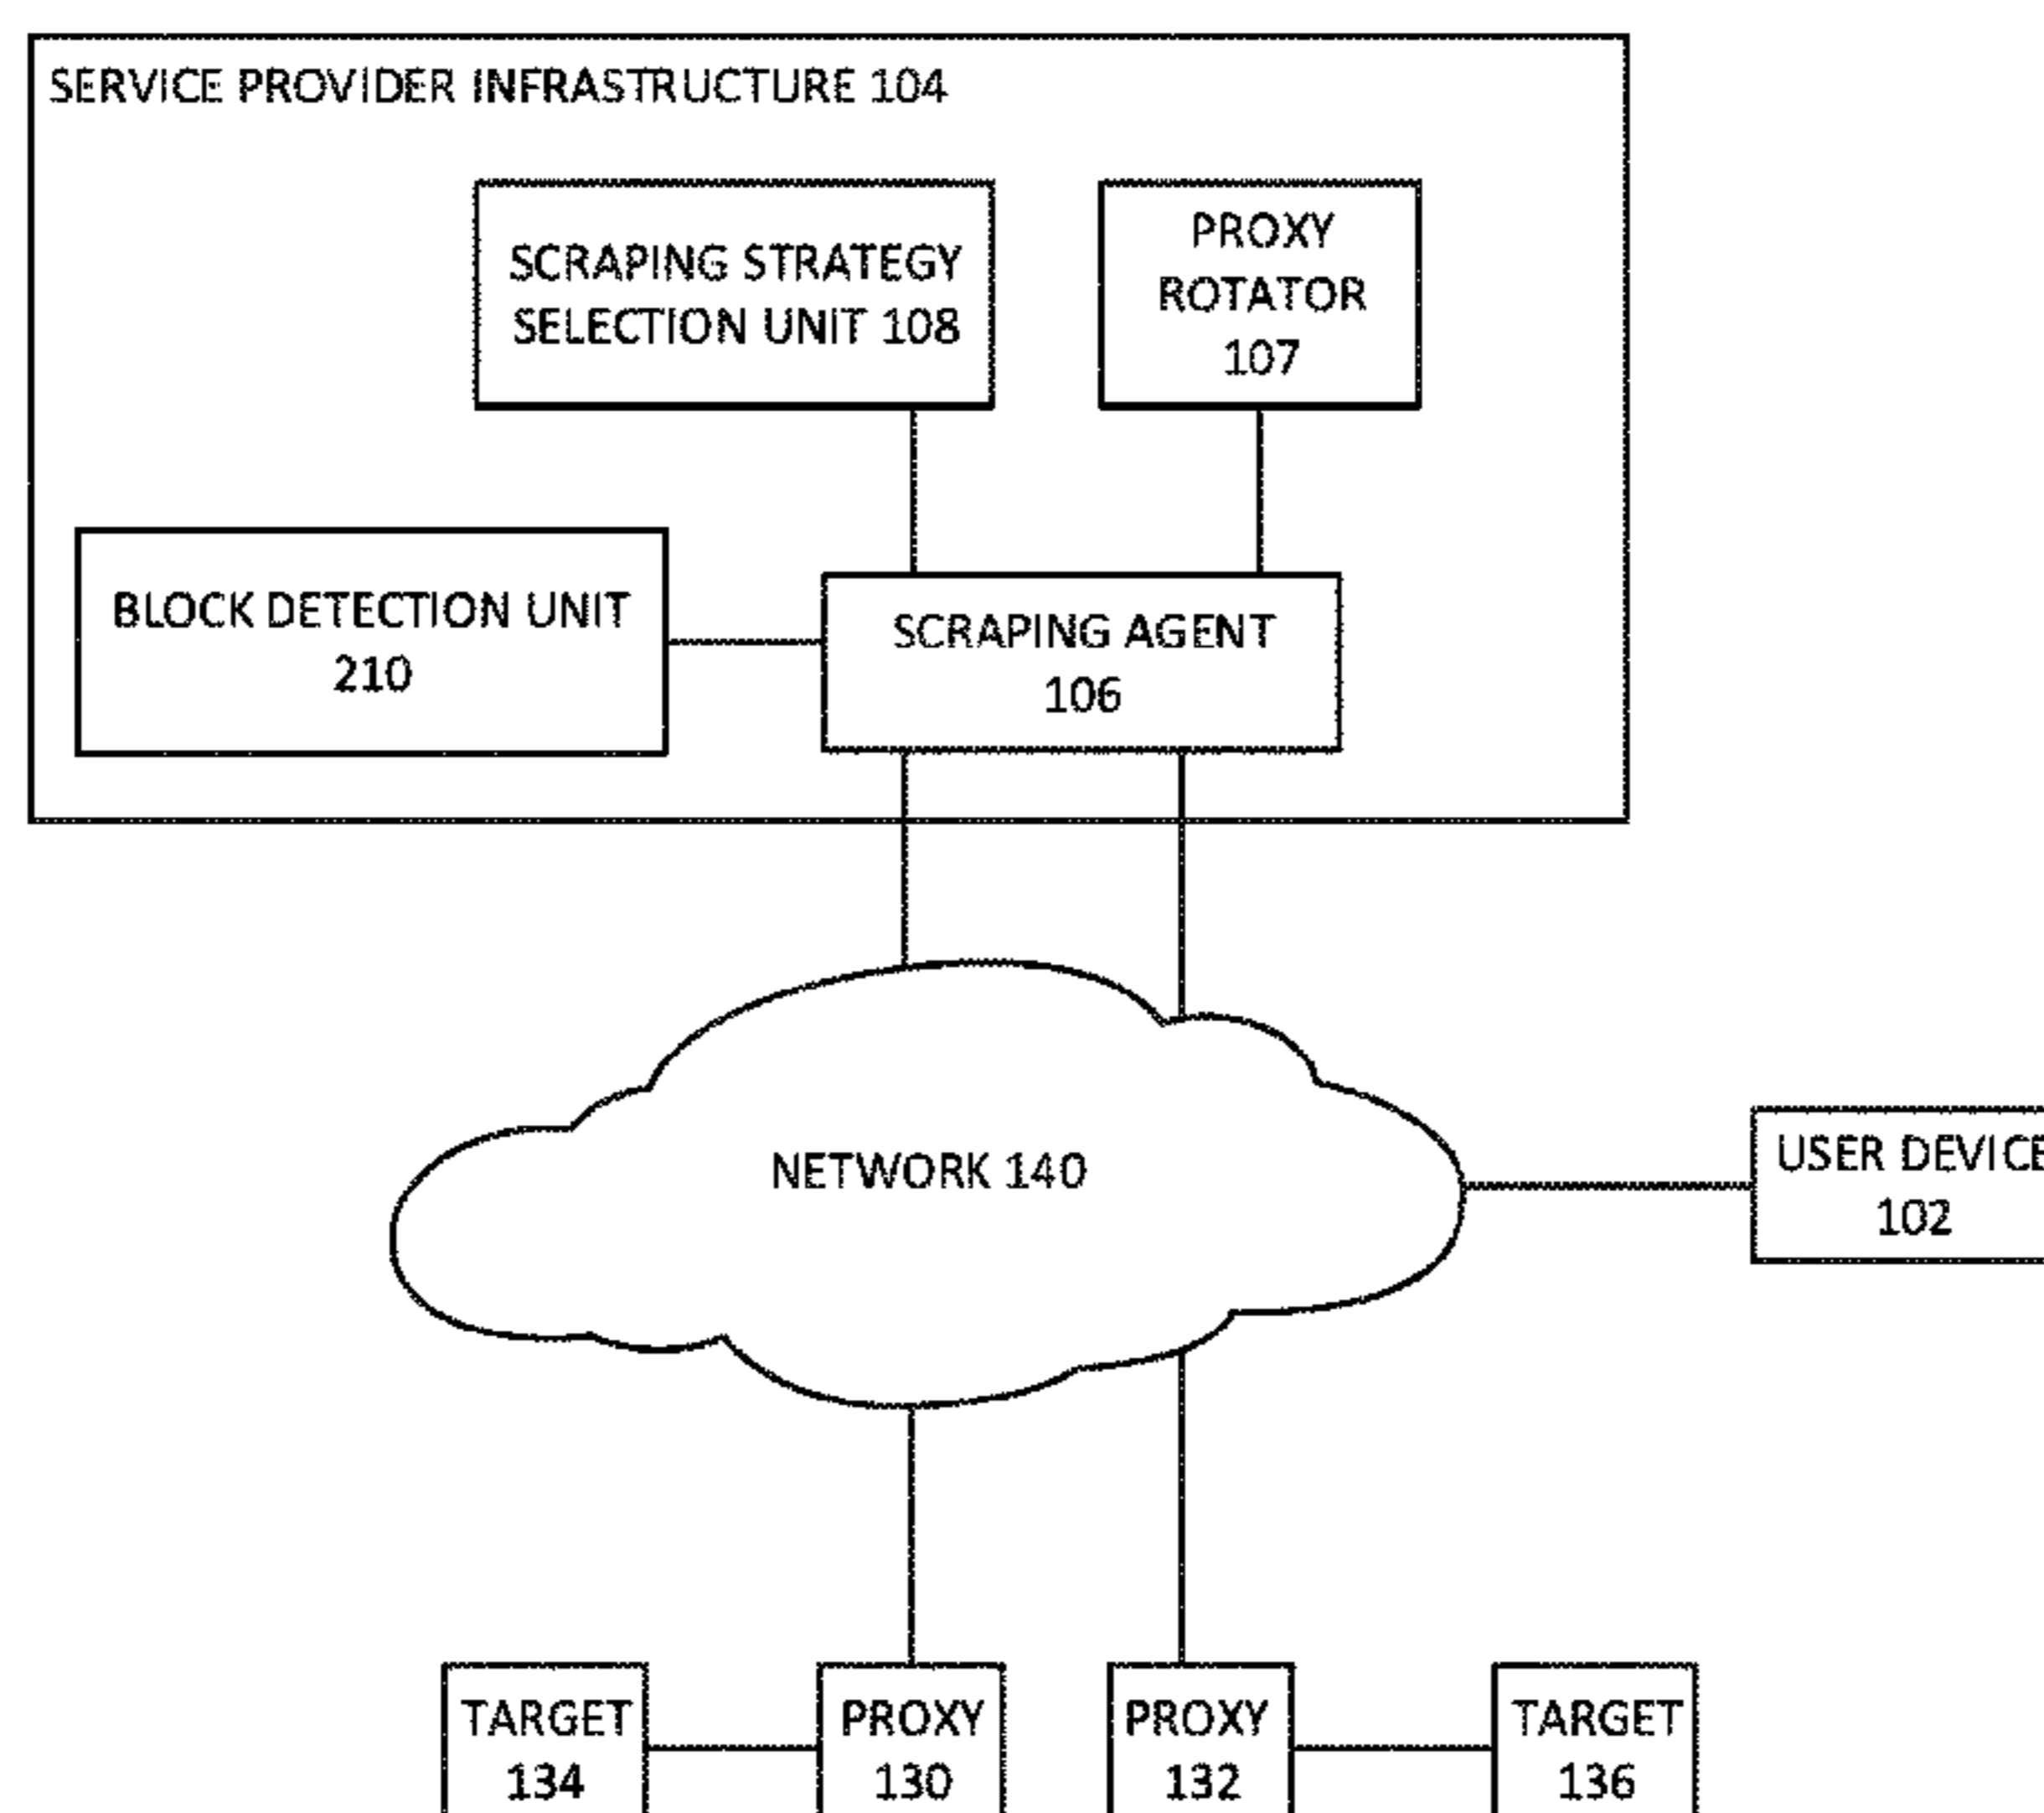 SERVICE PROVIDER INFRASTRUCTURE 104
SCRAPING STRATEGY
SELECTION UNIT 108
PROXY
ROTATOR
107
BLOCK DETECTION UNIT
210
SCRAPING AGENT
106
NETWORK 140
USER DEVICE
102
TARGET
134
PROXY
130
PROXY
132
TARGET
136